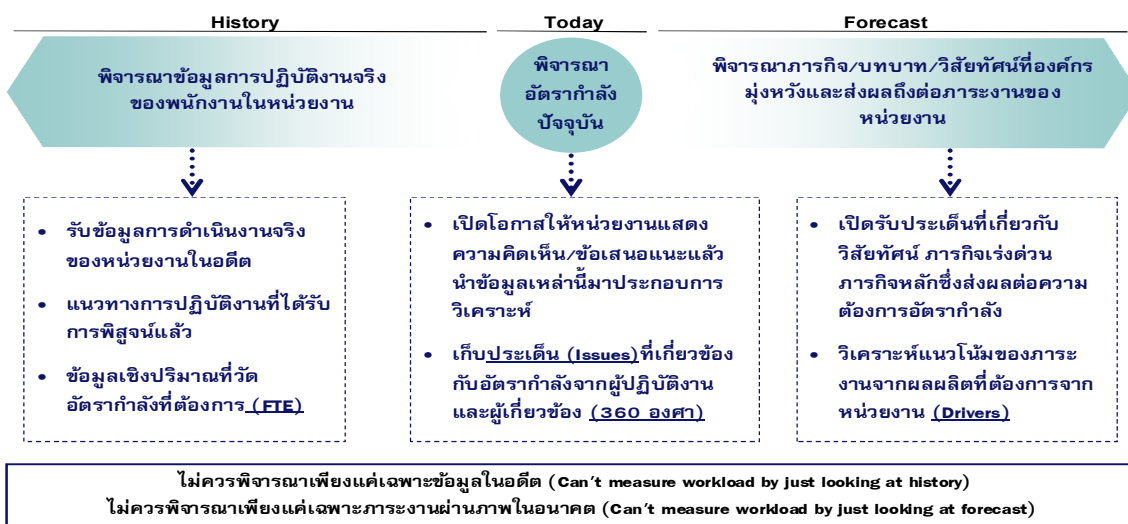 History
Today
Forecast
พิจารณาข้อมูลการปฏิบัติงานจริง
ของพนักงานในหน่วยงาน
พิจารณา
อัตรากำลัง
ปัจจุบัน
พิจารณาภารกิจ/บทบาท/วิสัยทัศน์ที่องค์กร
มุ่งหวังและส่งผลถึงต่อภาระงานของ
หน่วยงาน
• รับข้อมูลการดำเนินงานจริง
ของหน่วยงานในอดีต
• แนวทางการปฏิบัติงานที่ได้รับ
การพิสูจน์แล้ว
• ข้อมูลเชิงปริมาณที่วัด
อัตรากำลังที่ต้องการ (FTE)
• เปิดโอกาสให้หน่วยงานแสดง
ความคิดเห็น/ข้อเสนอแนะแล้ว
นำข้อมูลเหล่านี้มาประกอบการ
วิเคราะห์
• เก็บประเด็น (Issues)ที่เกี่ยวข้อง
กับอัตรากำลังจากผู้ปฏิบัติงาน
และผู้เกี่ยวข้อง (360 องศา)
• เปิดรับประเด็นที่เกี่ยวกับ
วิสัยทัศน์ ภารกิจเร่งด่วน
ภารกิจหลักซึ่งส่งผลต่อความ
ต้องการอัตรากำลัง
• วิเคราะห์แนวโน้มของภาระ
งานจากผลผลิตที่ต้องการจาก
หน่วยงาน (Drivers)
ไม่ควรพิจารณาเพียงแค่เฉพาะข้อมูลในอดีต (Can't measure workload by just looking at history)
ไม่ควรพิจารณาเพียงแค่เฉพาะภาระงานผ่านภาพในอนาคต (Can't measure workload by just looking at forecast)